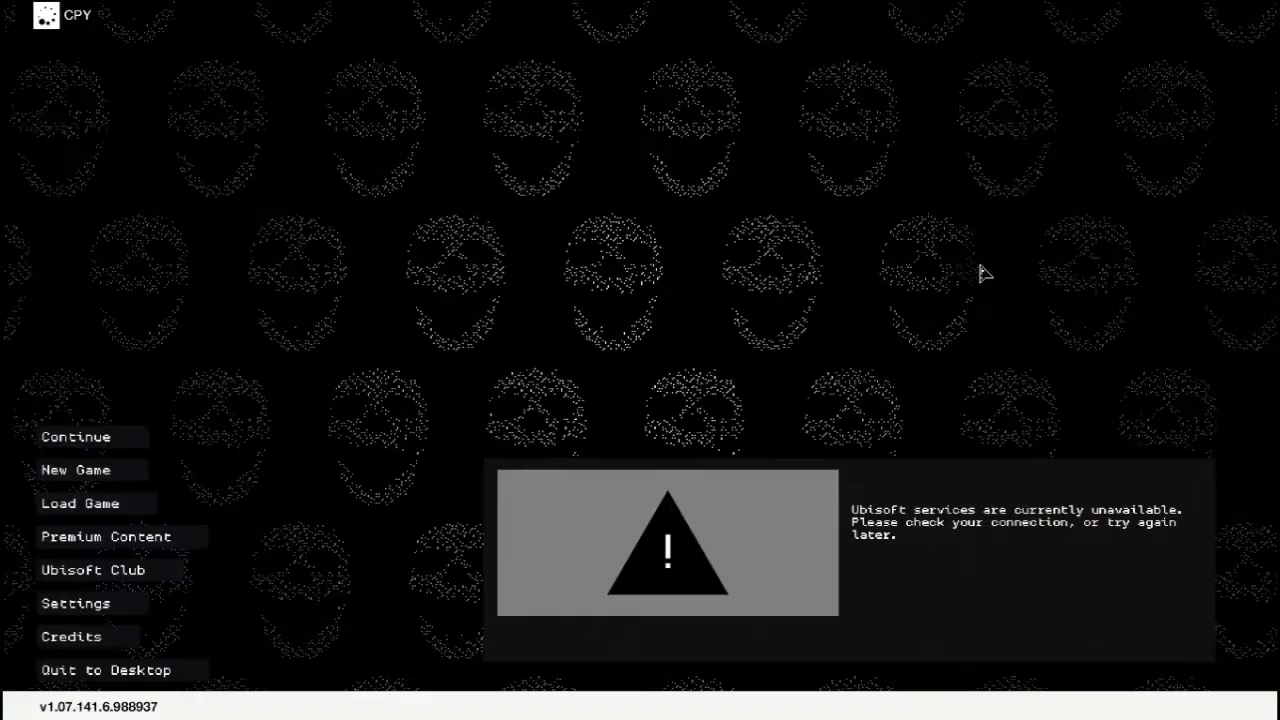 CPY
Continue
New Game
Load Game
Premium Content
Ubisoft Club
Settings
Credits
Quit to Desktop
!
Ubisoft services are currently unavailable.
Please check your connection, or try again
later.
v1.07.141.6.988937